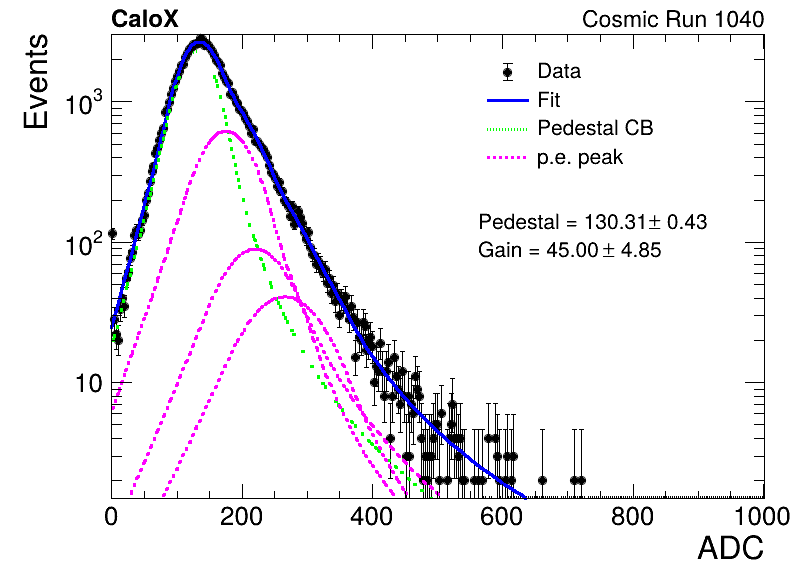 CaloX Cosmic Run 1040
Events
Data
Fit
Pedestal CB
p.e. peak
Pedestal = 130.31± 0.43
Gain = 45.00 ± 4.85
10³
10²
10
0 200 400 600 800 1000
ADC